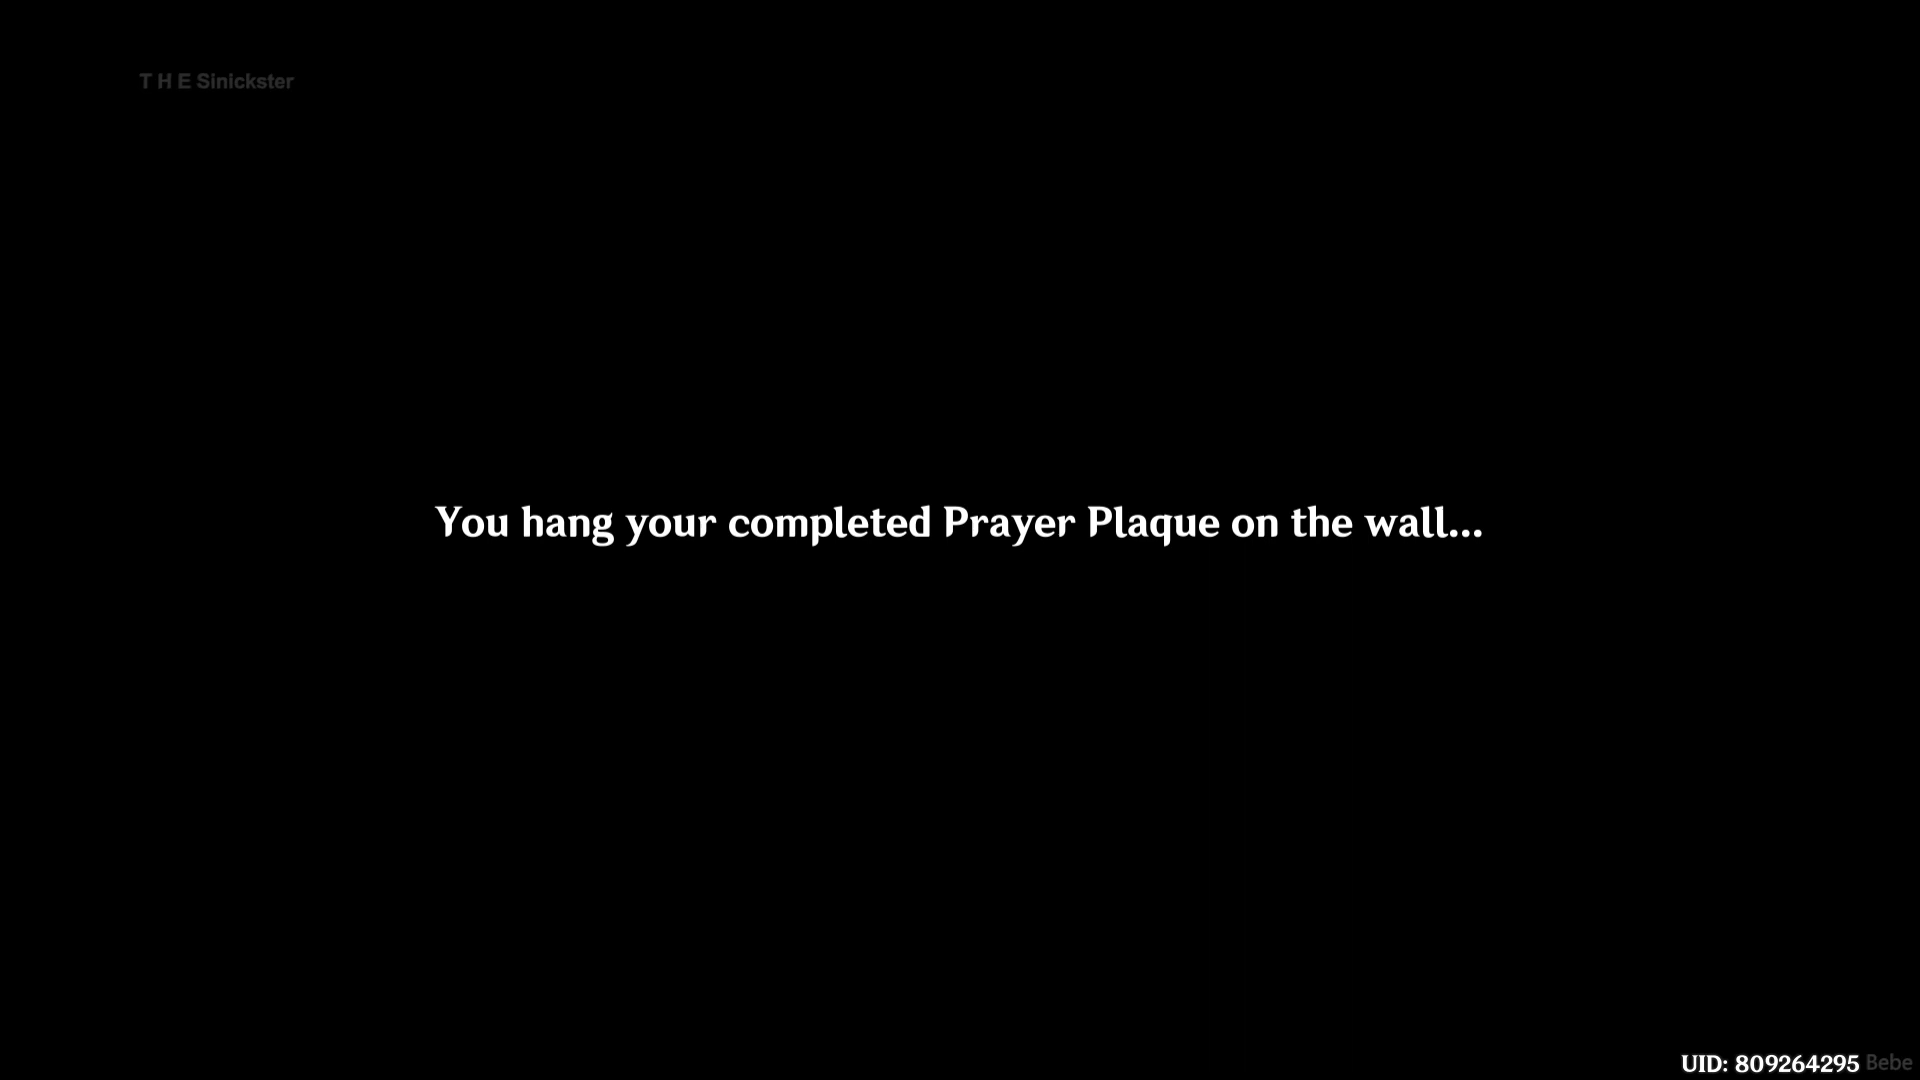 T H E Sinickster
You hang your completed Prayer Plaque on the wall...
UID: 809264295 Bebe